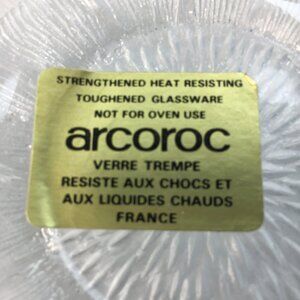 STRENGTHENED HEAT RESISTING
TOUGHENED GLASSWARE
NOT FOR OVEN USE
arcoroc
VERRE TREMPE
RESISTE AUX CHOCS ET
AUX LIQUIDES CHAUDS
FRANCE